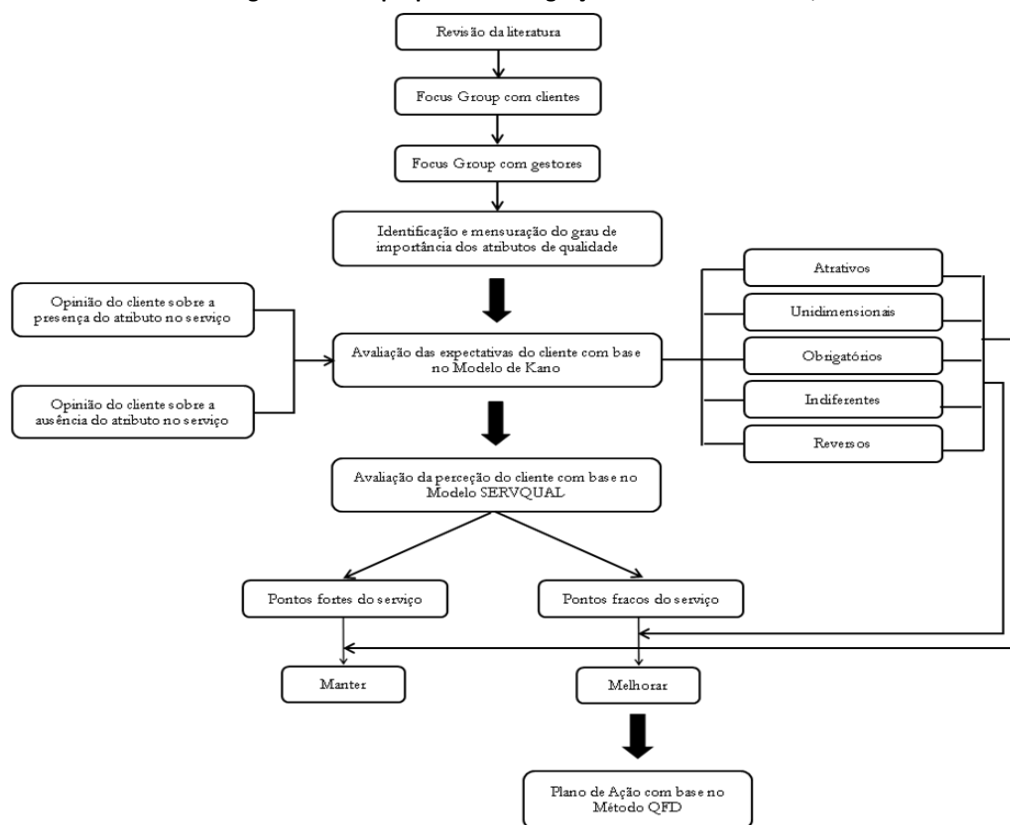 Revisão da literatura
Focus Group com clientes
Focus Group com gestores
Identificação e mensuração do grau de
importância dos atributos de qualidade
Opinião do cliente sobre a
presença do atributo no serviço
Opinião do cliente sobre a
ausência do atributo no serviço
Avaliação das expectativas do cliente com base
no Modelo de Kano
Atrativos
Unidimensionais
Obrigatórios
Indiferentes
Reversos
Avaliação da perceção do cliente com base no
Modelo SERVQUAL
Pontos fortes do serviço
Pontos fracos do serviço
Manter
Melhorar
Plano de Ação com base no
Método QFD